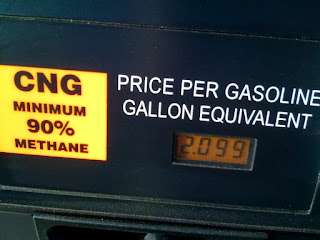 CNG
MINIMUM
90%
METHANE
PRICE PER GASOLINE
GALLON EQUIVALENT
2.099